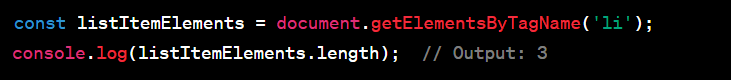 const listItemElements = document.getElementsByTagName('li');
console.log(listItemElements.length);  // Output: 3